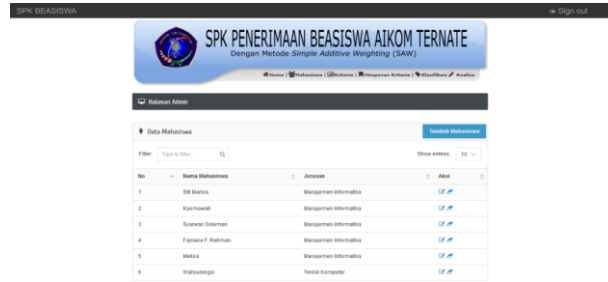 SPK BEASISWA
Sign out
SPK PENERIMAAN BEASISWA AIKOM TERNATE
Dengan Metode Simple Additive Weighting (SAW)
Home | Mahasiswa | Kriteria | Himpunan Kriteria | Klasifikasi Analisa
Halaman Admin
Data Mahasiswa
Tambah Mahasiswa
Filter: Type to filter... Show entries: 10
No Nama Mahasiswa Jurusan Aksi
1 Siti Marisa Manajemen Informatika
2 Kasmawati Manajemen Informatika
3 Syarwan Soleman Manajemen Informatika
4 F. Rahman Manajemen Informatika
5 Melisa Manajemen Informatika
6 Wahyuningsi Teknik Komputer